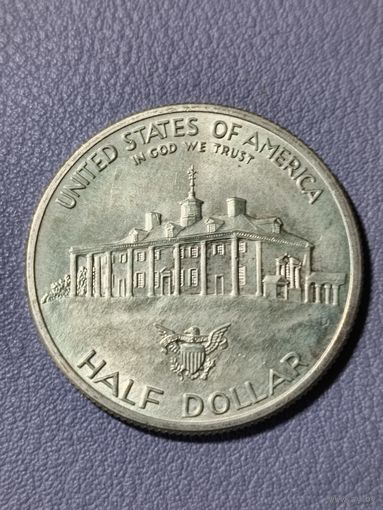 UNITED STATES OF AMERICA
IN GOD WE TRUST
HALF DOLLAR